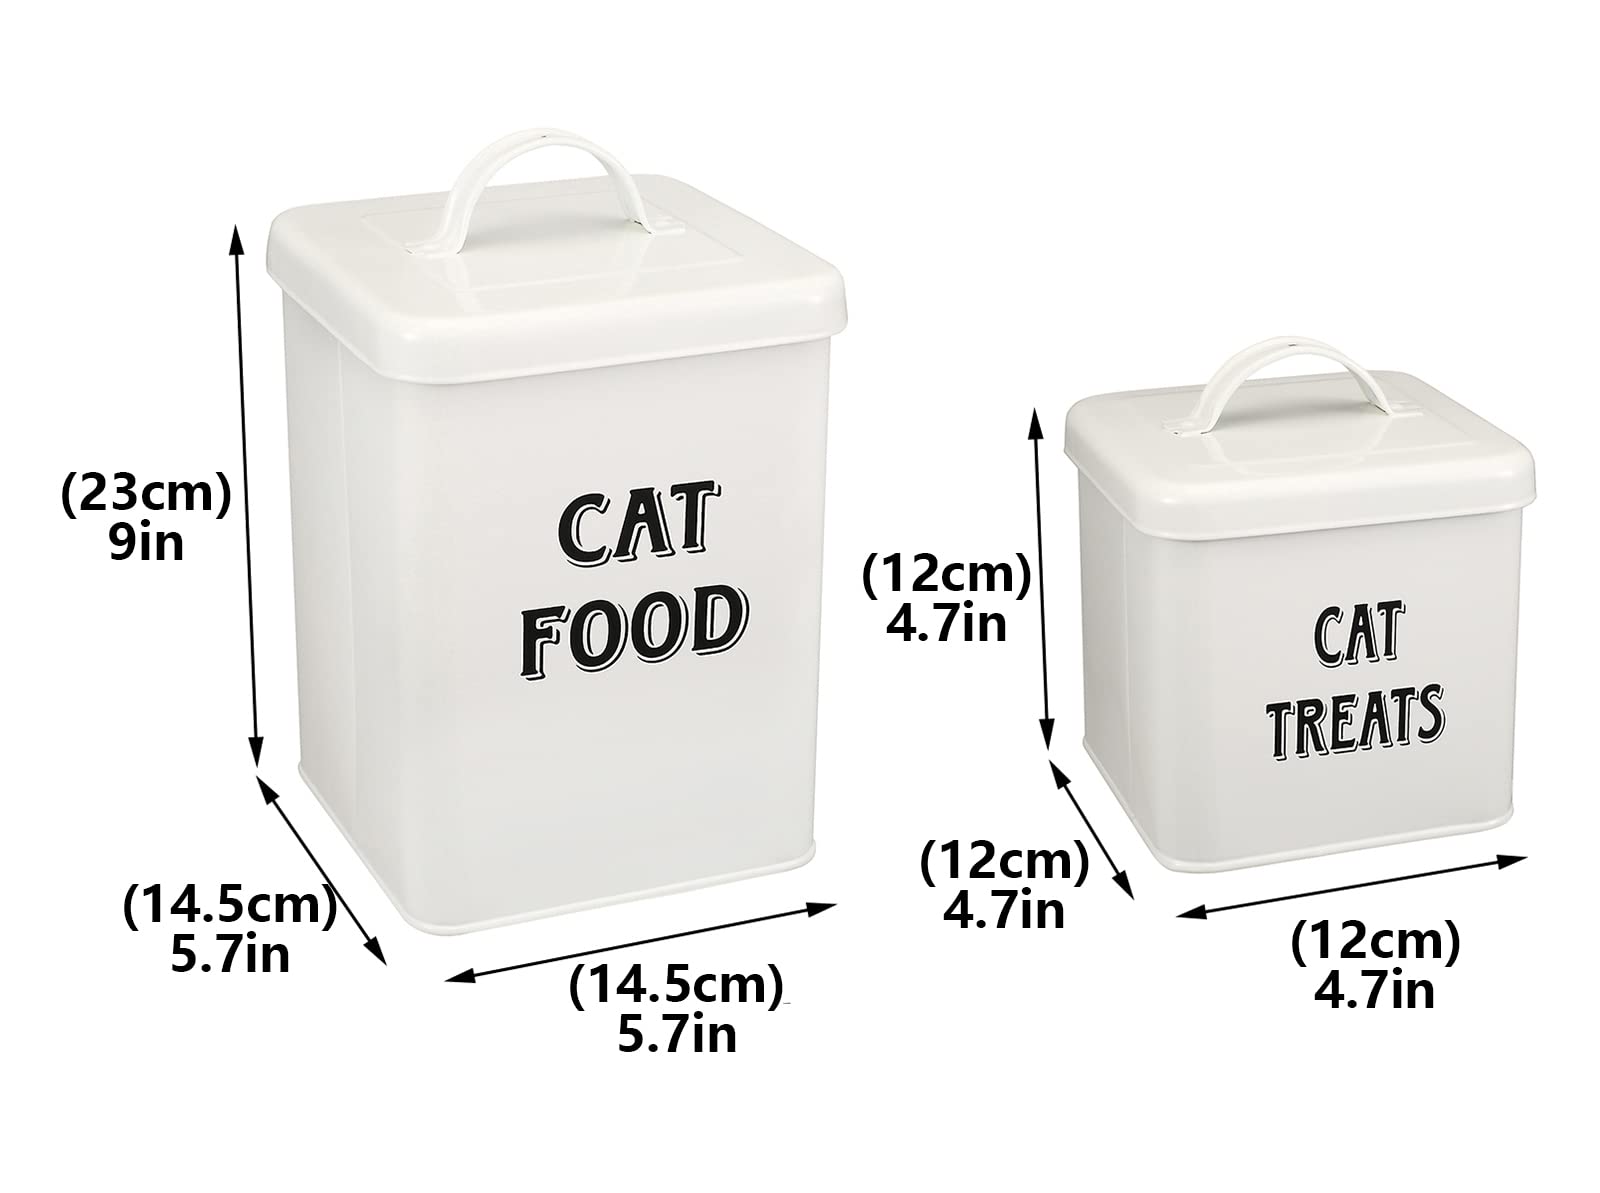 (23cm)
9in
CAT
FOOD
(14.5cm)
5.7in
(14.5cm)
5.7in
(12cm)
4.7in
CAT
TREATS
(12cm)
4.7in
(12cm)
4.7in